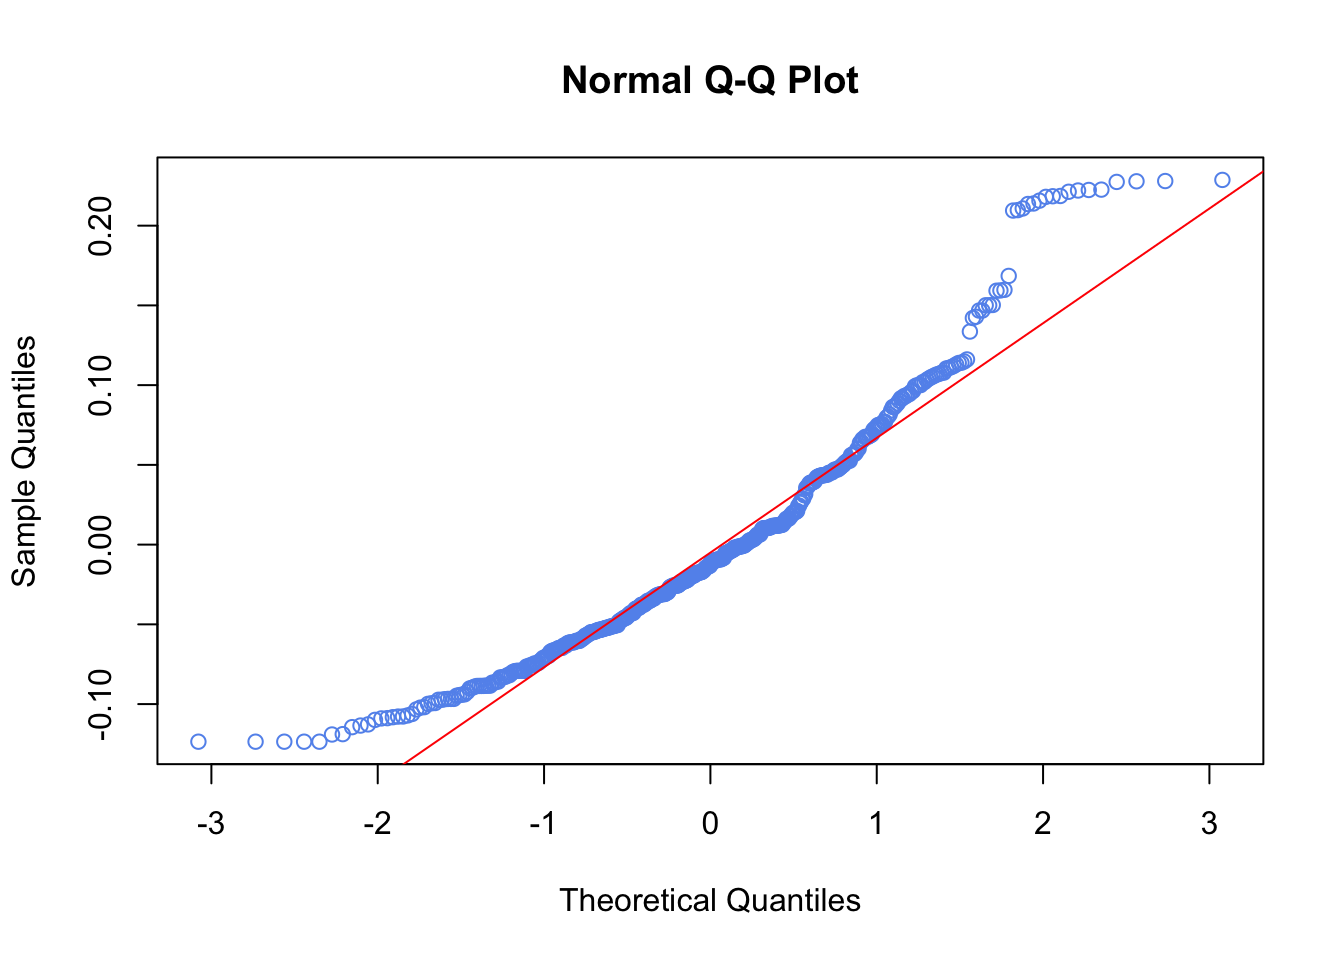 Normal Q-Q Plot
Sample Quantiles
0.20
0.10
0.00
-0.10
-3 -2 -1 0 1 2 3
Theoretical Quantiles